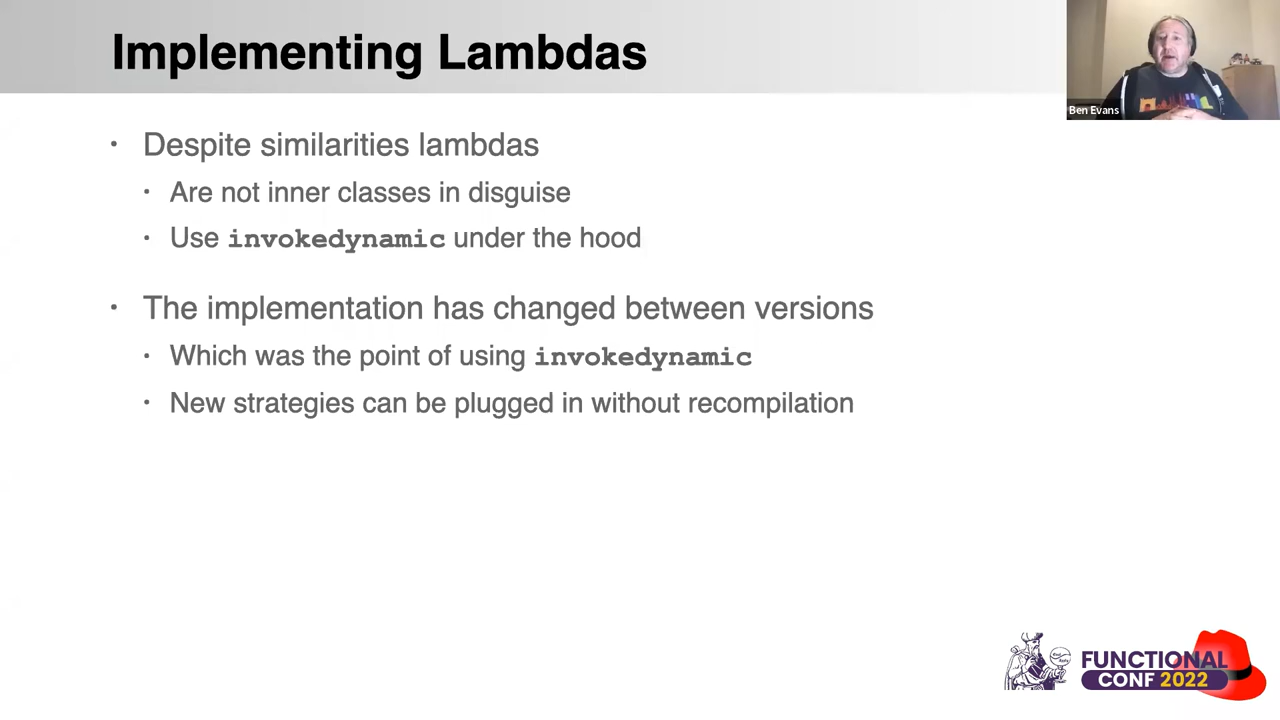 Implementing Lambdas
Ben Evans
• Despite similarities lambdas
• Are not inner classes in disguise
• Use invokedynamic under the hood
• The implementation has changed between versions
• Which was the point of using invokedynamic
• New strategies can be plugged in without recompilation
FUNCTIONAL
CONF 2022